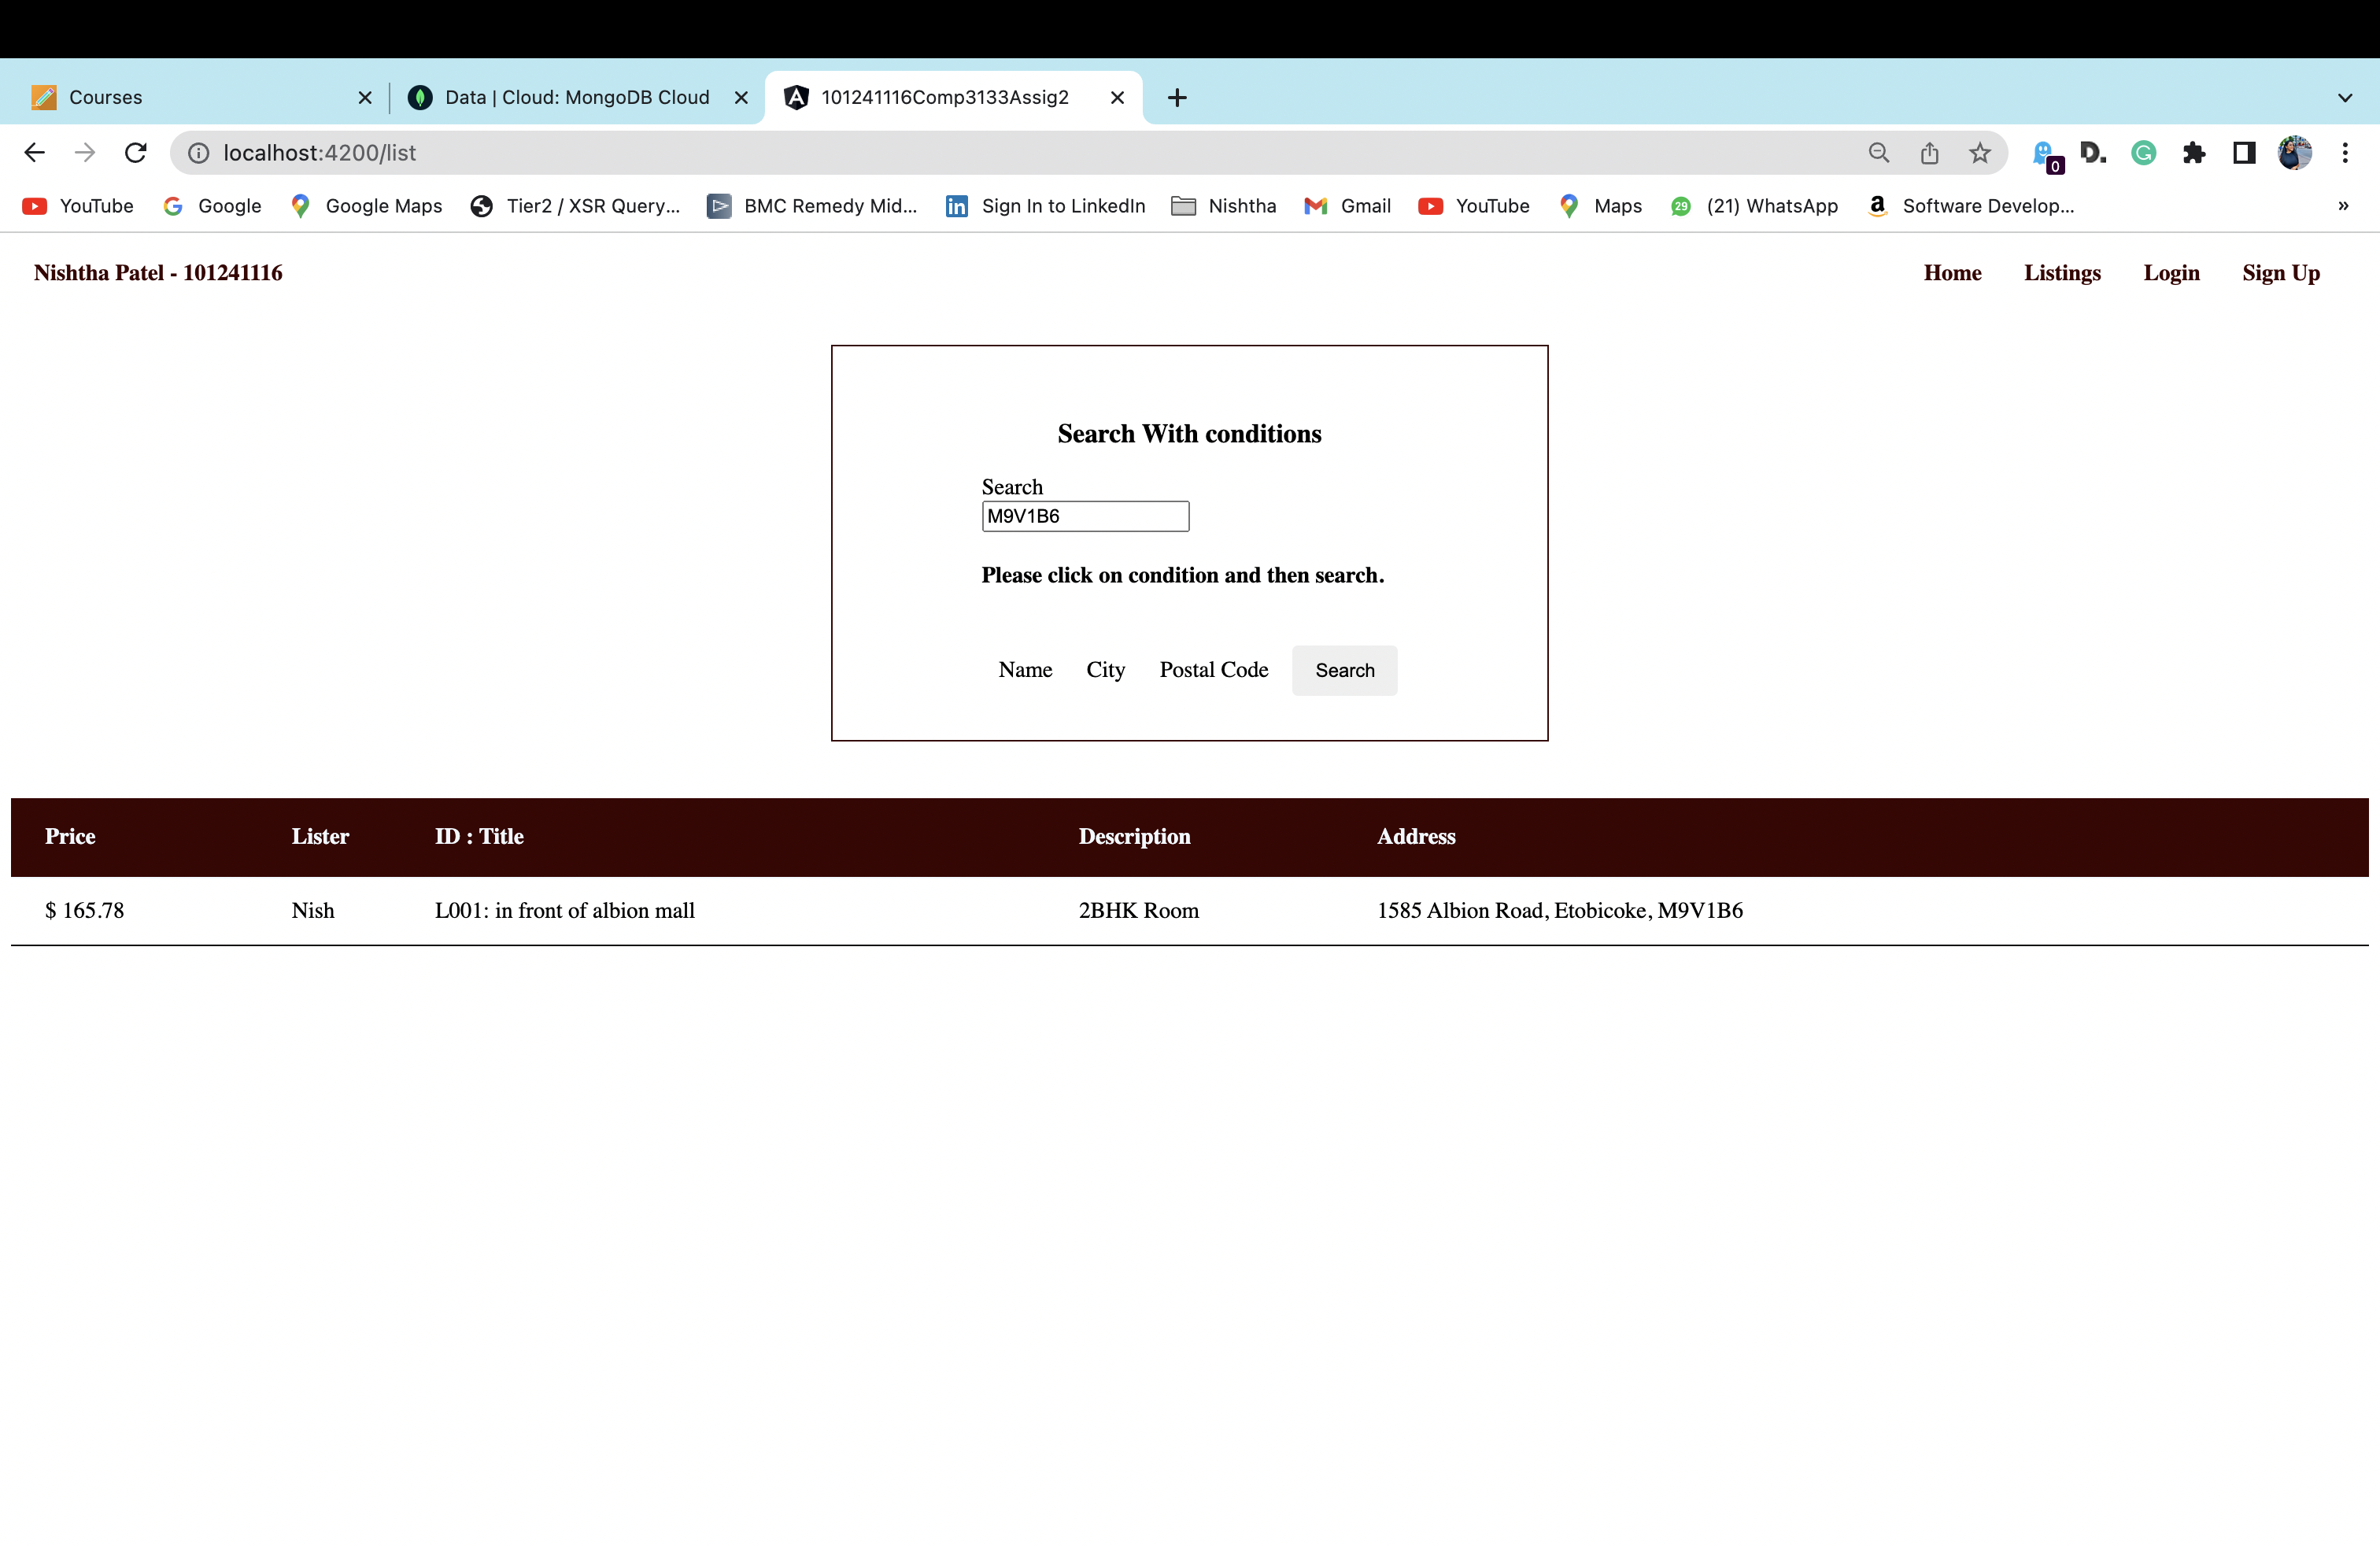 Courses
Data | Cloud: MongoDB Cloud
101241116Comp3133Assig2
localhost:4200/list
0
D.
YouTube
Google
Google Maps
Tier2 / XSR Query...
BMC Remedy Mid...
Sign In to LinkedIn
Nishtha
Gmail
YouTube
Maps
29
(21) WhatsApp
Software Develop...
»
Nishtha Patel - 101241116
Home Listings Login Sign Up
Search With conditions
Search
M9V1B6
Please click on condition and then search.
Name City Postal Code Search
Price Lister ID : Title Description Address
$ 165.78 Nish L001: in front of albion mall 2BHK Room 1585 Albion Road, Etobicoke, M9V1B6